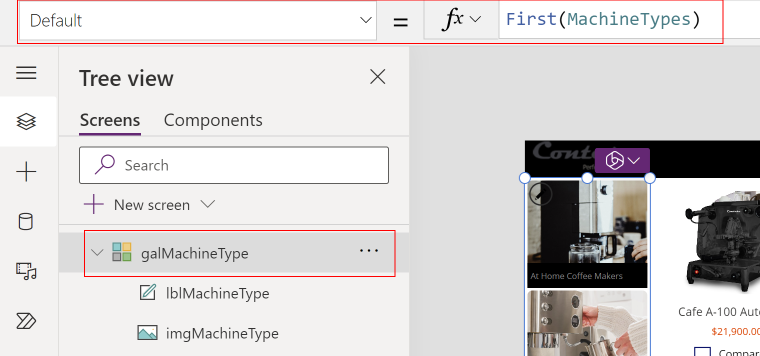 Default
=
fx
First(MachineTypes)
Tree view
Screens
Components
Search
New screen
galMachineType
lblMachineType
imgMachineType
At Home Coffee Makers
Cafe A-100 Auto
$21,900.00
Compar